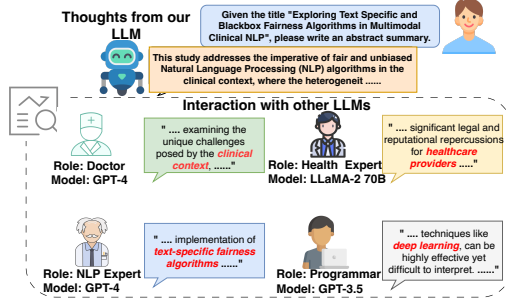 Thoughts from our
LLM
Given the title "Exploring Text Specific and
Blackbox Fairness Algorithms in Multimodal
Clinical NLP", please write an abstract summary.
This study addresses the imperative of fair and unbiased
Natural Language Processing (NLP) algorithms in the
clinical context, where the heterogeneit ......
Interaction with other LLMs
" .... examining the
unique challenges
posed by the clinical
context, ......"
Role: Doctor
Model: GPT-4
" .... significant legal and
reputational repercussions
for healthcare
providers ....."
Role: Health Expert
Model: LLaMA-2 70B
" .... implementation of
text-specific fairness
algorithms ......"
Role: NLP Expert
Model: GPT-4
" .... techniques like
deep learning, can be
highly effective yet
difficult to interpret. ......"
Role: Programmar
Model: GPT-3.5